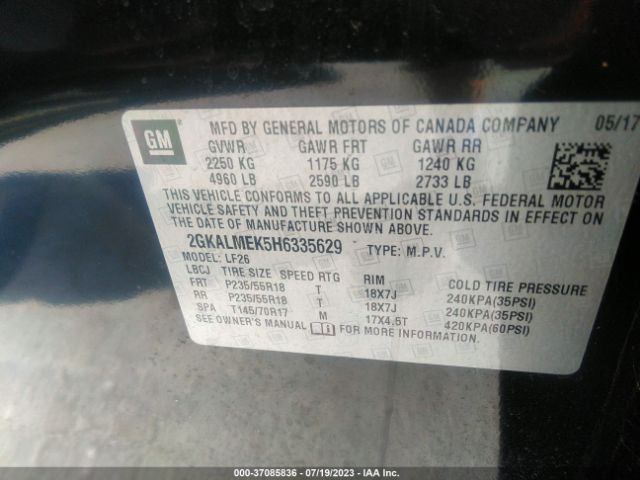 GM
MFD BY GENERAL MOTORS OF CANADA COMPANY 05/17
GVWR GAWR FRT GAWR RR
2250 KG 1175 KG 1240 KG
4960 LB 2590 LB 2733 LB
THIS VEHICLE CONFORMS TO ALL APPLICABLE U.S. FEDERAL MOTOR
VEHICLE SAFETY AND THEFT PREVENTION STANDARDS IN EFFECT ON
THE DATE OF MANUFACTURE SHOWN ABOVE.
2GKALMEK5H6335629 TYPE: M.P.V.
MODEL: LF26
LBCJ TIRE SIZE SPEED RTG RIM COLD TIRE PRESSURE
FRT P235/55R18 T 18X7J 240KPA(35PSI)
RR P235/55R18 T 18X7J 240KPA(35PSI)
SPA T145/70R17 M 17X4.5T 420KPA(60PSI)
SEE OWNER'S MANUAL FOR MORE INFORMATION.
000-37085836 - 07/19/2023 - IAA Inc.